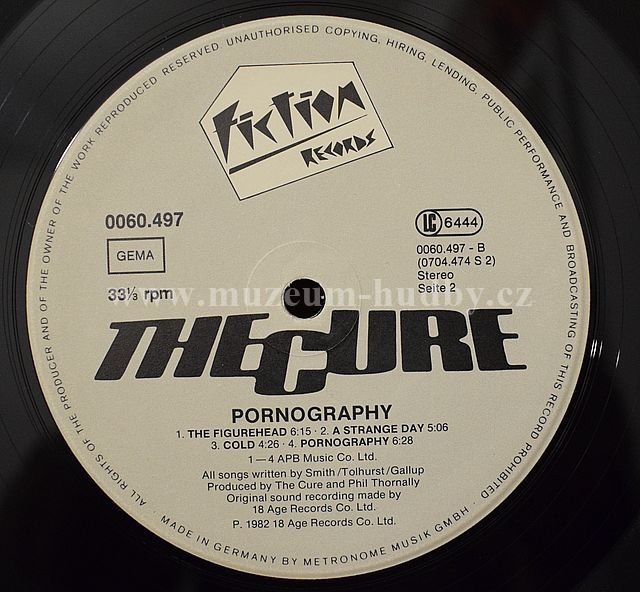 ALL RIGHTS OF THE PRODUCER AND OF THE OWNER OF THE WORK REPRODUCED RESERVED. UNAUTHORISED COPYING, HIRING, LENDING, PUBLIC PERFORMANCE AND BROADCASTING OF THIS RECORD PROHIBITED
Fiction
RECORDS
0060.497
GEMA
33⅓ rpm
LC 6444
0060.497 - B
(0704.474 S 2)
Stereo
Seite 2
www.muzeum-hudby.cz
THE CURE
PORNOGRAPHY
1. THE FIGUREHEAD 6:15 · 2. A STRANGE DAY 5:06
3. COLD 4:26 · 4. PORNOGRAPHY 6:28
1—4 APB Music Co. Ltd.
All songs written by Smith/Tolhurst/Gallup
Produced by The Cure and Phil Thornally
Original sound recording made by
18 Age Records Co. Ltd.
P. 1982 18 Age Records Co. Ltd.
· MADE IN GERMANY BY METRONOME MUSIK GMBH ·